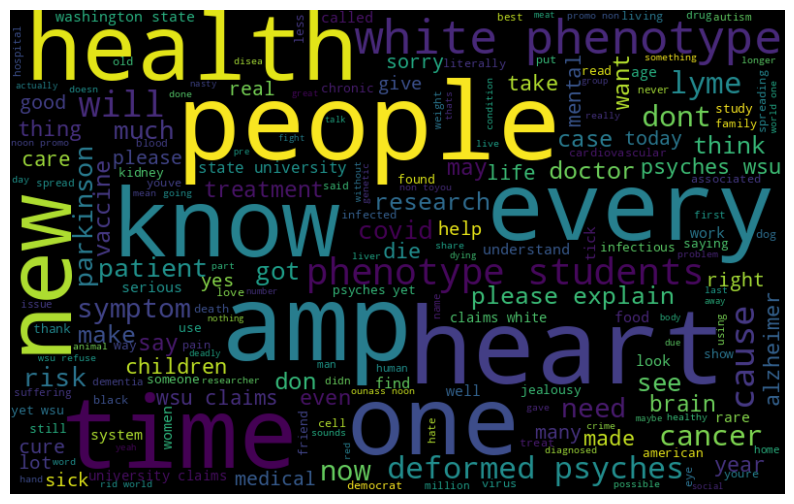 washington state
called
less
best
meat
promo non
living
drug
autism
health
white phenotype
hospital
old
disea
sorry
put
literally
something
longer
actually
doesn
nasty
chronic
real
give
take
want
age
read
never
mental
lyme
spreading
world one
good
will
done
great
thats
people
weight
condition
group
really
study
family
thing
much
noon promo
blood
talk
fight
dont
think
case today
cardiovascular
care
please
state university
pre
live
found
may
life
doctor
psyches wsu
day
spread
youve
kidney
treatment
said
without
genetic
non toyou
research
associated
new
parkinson
vaccine
mean
going
know
infected
every
first
covid
help
work
dog
patient
got
die
share
dying
understand
tick
infectious
saying
problem
serious
yes
part
liver
phenotype students
right
symptom
love
number
psyches yet
please explain
last
away
issue
death
nothing
amp
heart
name
claims white
food
body
using
cause
alzheimer
thank
make
way
say
use
pain
due
show
animal
deadly
man
wsu refuse
children
researcher
human
look
risk
don
didn
find
well
jealousy
see
suffering
dementia
someone
ounass noon
brain
yet wsu
black
wsu claims
even
time
one
need
gave
crime
maybe
healthy
rare
still
system
women
cell
sounds
friend
red
hate
many
treat
made
diagnosed
american
cancer
home
cure
yeah
lot
word
university claims
now
deformed psyches
year
sick
hand
rid world
medical
democrat
million
virus
possible
eye
youre
social